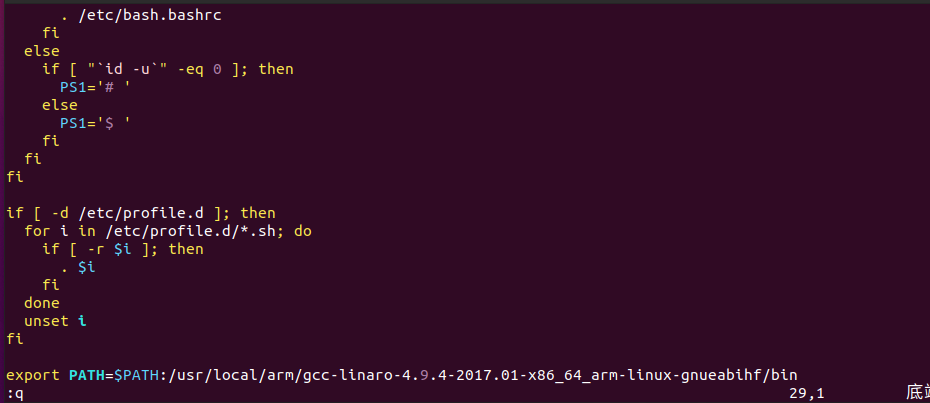 . /etc/bash.bashrc
fi
else
if [ "`id -u`" -eq 0 ]; then
PS1='# '
else
PS1='$ '
fi
fi
fi
if [ -d /etc/profile.d ]; then
for i in /etc/profile.d/*.sh; do
if [ -r $i ]; then
. $i
fi
done
unset i
fi
export PATH=$PATH:/usr/local/arm/gcc-linaro-4.9.4-2017.01-x86_64_arm-linux-gnueabihf/bin
:q 29,1 底端